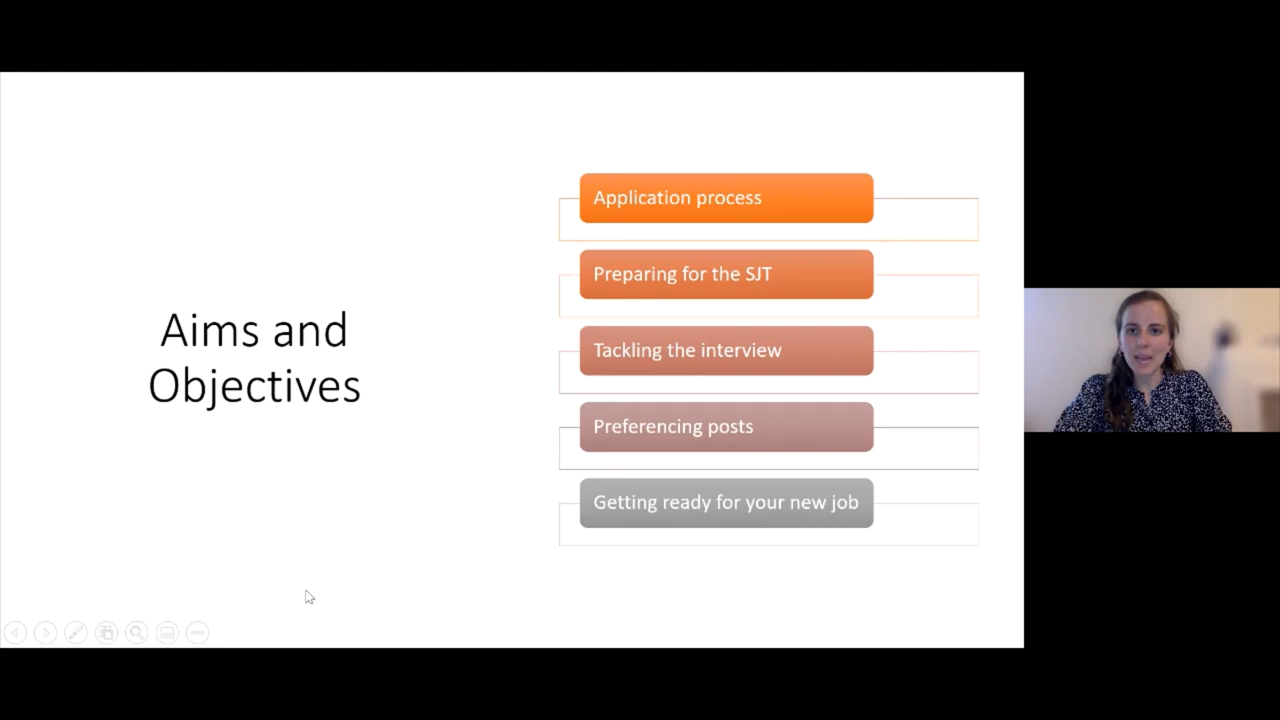 Aims and
Objectives
Application process
Preparing for the SJT
Tackling the interview
Preferencing posts
Getting ready for your new job